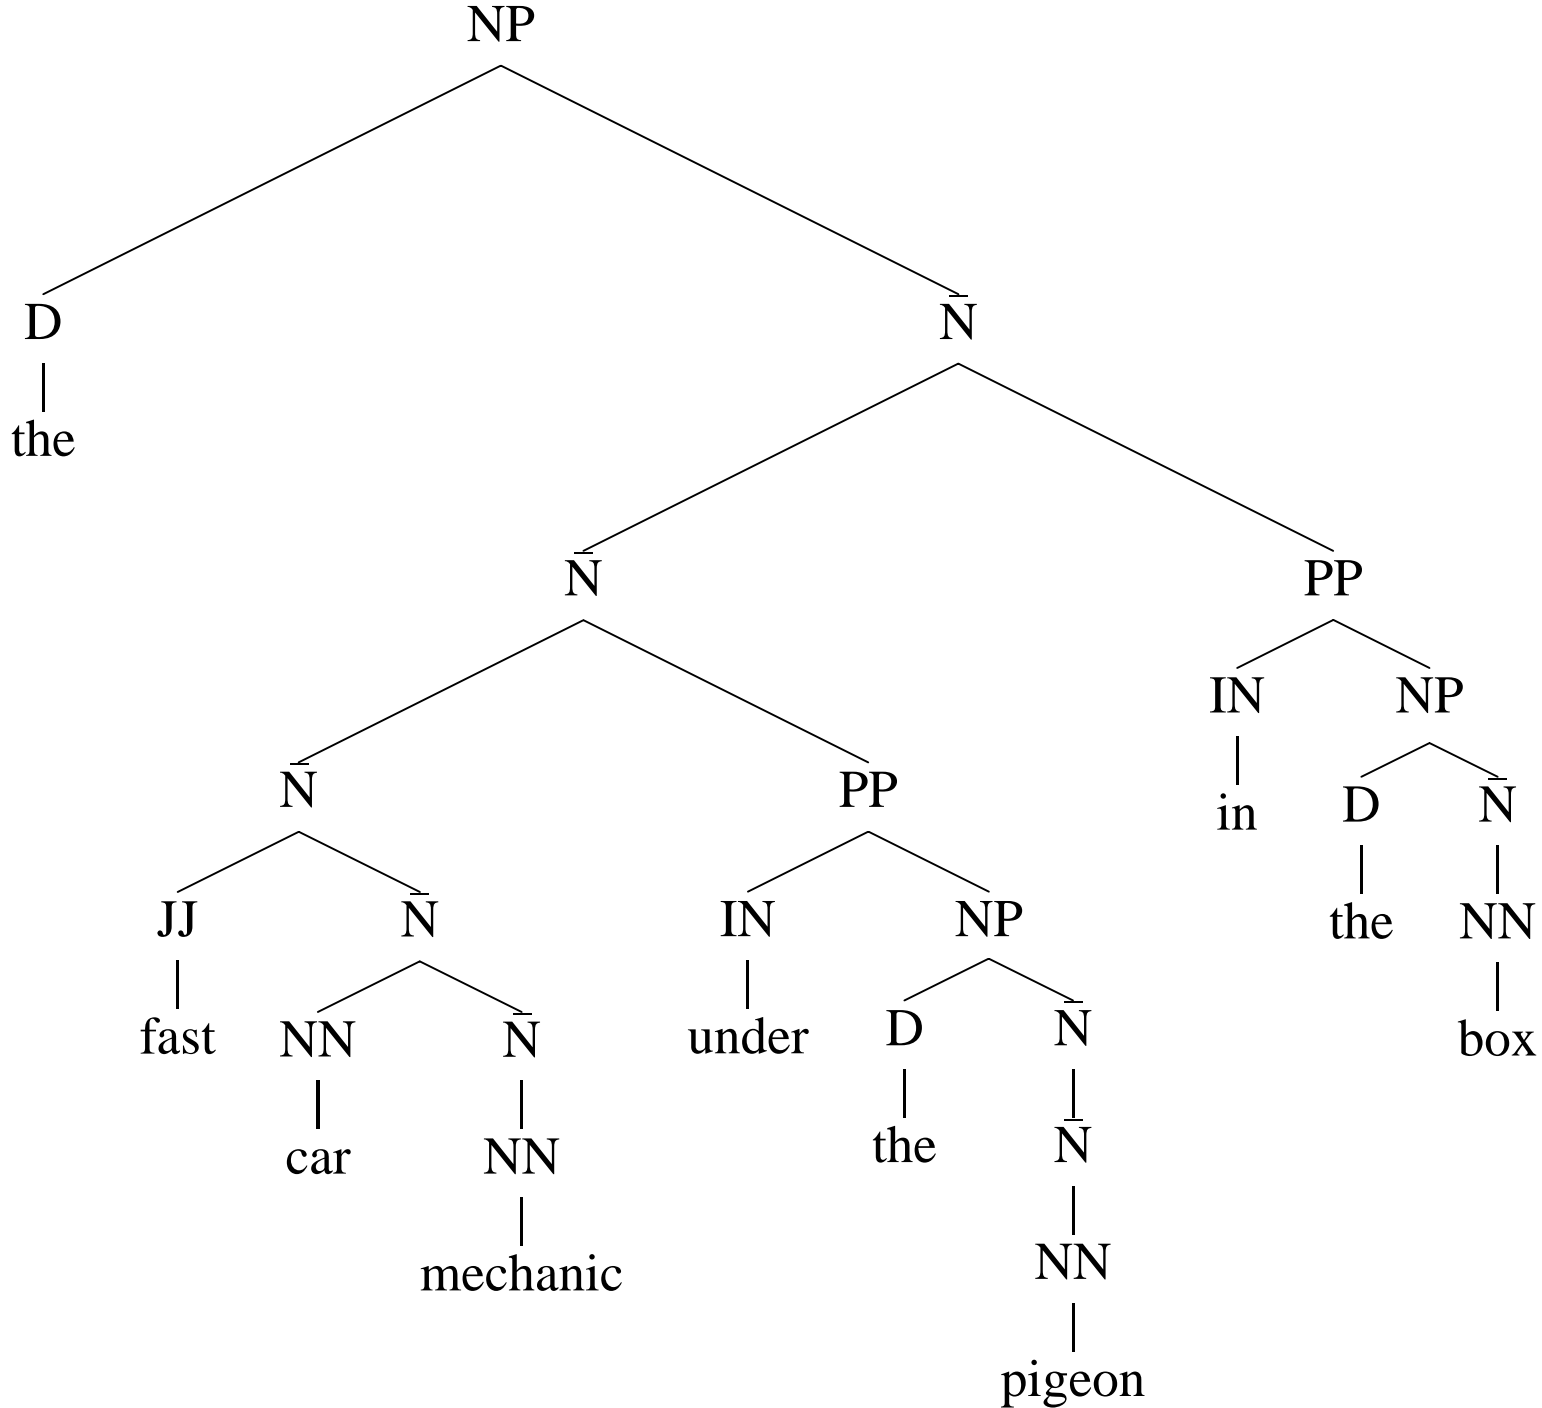 NP
D N̄
the
N̄ PP
IN NP
N̄ PP
in D N̄
JJ N̄ IN NP
the NN
fast NN N̄ under D N̄
box
car NN the N̄
mechanic NN
pigeon